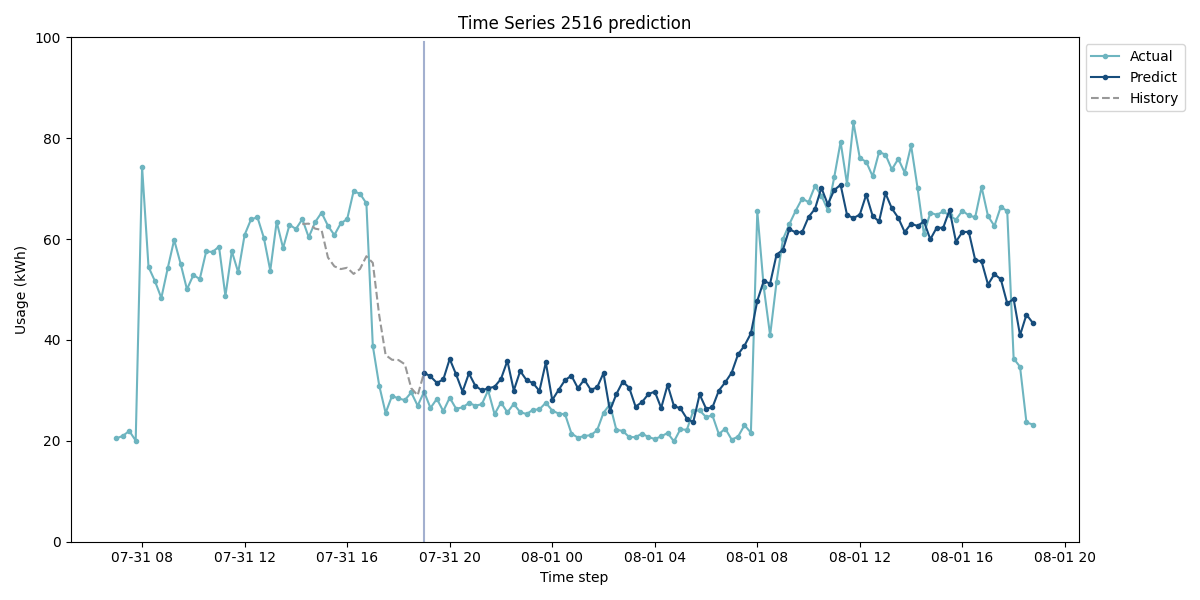 Time Series 2516 prediction
100
80
60
40
20
0
Usage (kWh)
07-31 08
07-31 12
07-31 16
07-31 20
08-01 00
08-01 04
08-01 08
08-01 12
08-01 16
08-01 20
Time step
Actual
Predict
History